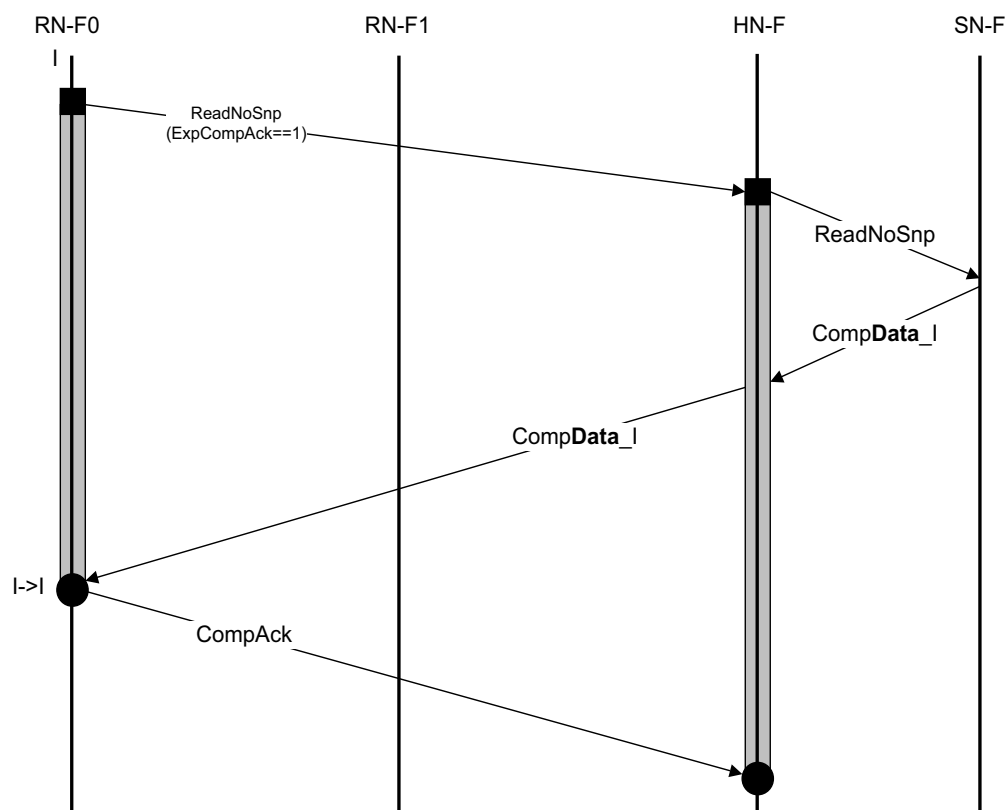 RN-F0
RN-F1
HN-F
SN-F
I
ReadNoSnp
(ExpCompAck==1)
ReadNoSnp
CompData_I
CompData_I
I->I
CompAck